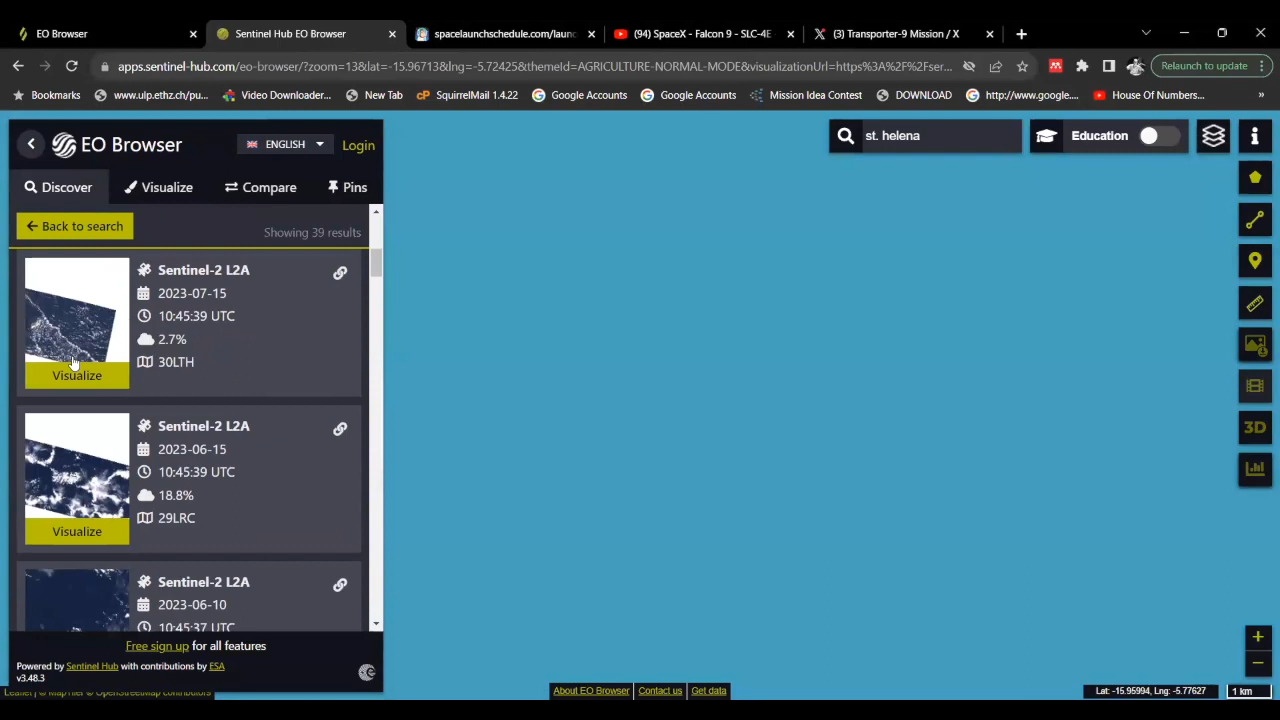 EO Browser
Sentinel Hub EO Browser
spacelaunchschedule.com/laun
(94) SpaceX - Falcon 9 - SLC-4E
(3) Transporter-9 Mission / X
apps.sentinel-hub.com/eo-browser/?zoom=13&lat=-15.96713&lng=-5.72425&themeId=AGRICULTURE-NORMAL-MODE&visualizationUrl=https%3A%2F%2Fser...
Relaunch to update
Bookmarks
www.ulp.ethz.ch/pu...
Video Downloader...
New Tab
SquirrelMail 1.4.22
Google Accounts
Google Accounts
Mission Idea Contest
DOWNLOAD
http://www.google....
House Of Numbers...
»
EO Browser
ENGLISH
Login
st. helena
Education
Discover
Visualize
Compare
Pins
Back to search
Showing 39 results
Sentinel-2 L2A
2023-07-15
10:45:39 UTC
2.7%
30LTH
Visualize
Sentinel-2 L2A
2023-06-15
10:45:39 UTC
18.8%
29LRC
Visualize
Sentinel-2 L2A
2023-06-10
10:45:37 UTC
3D
Free sign up for all features
Powered by Sentinel Hub with contributions by ESA
v3.48.3
Leaflet | © MapTiler © OpenStreetMap contributors
About EO Browser
Contact us
Get data
Lat: -15.95994, Lng: -5.77627
1 km